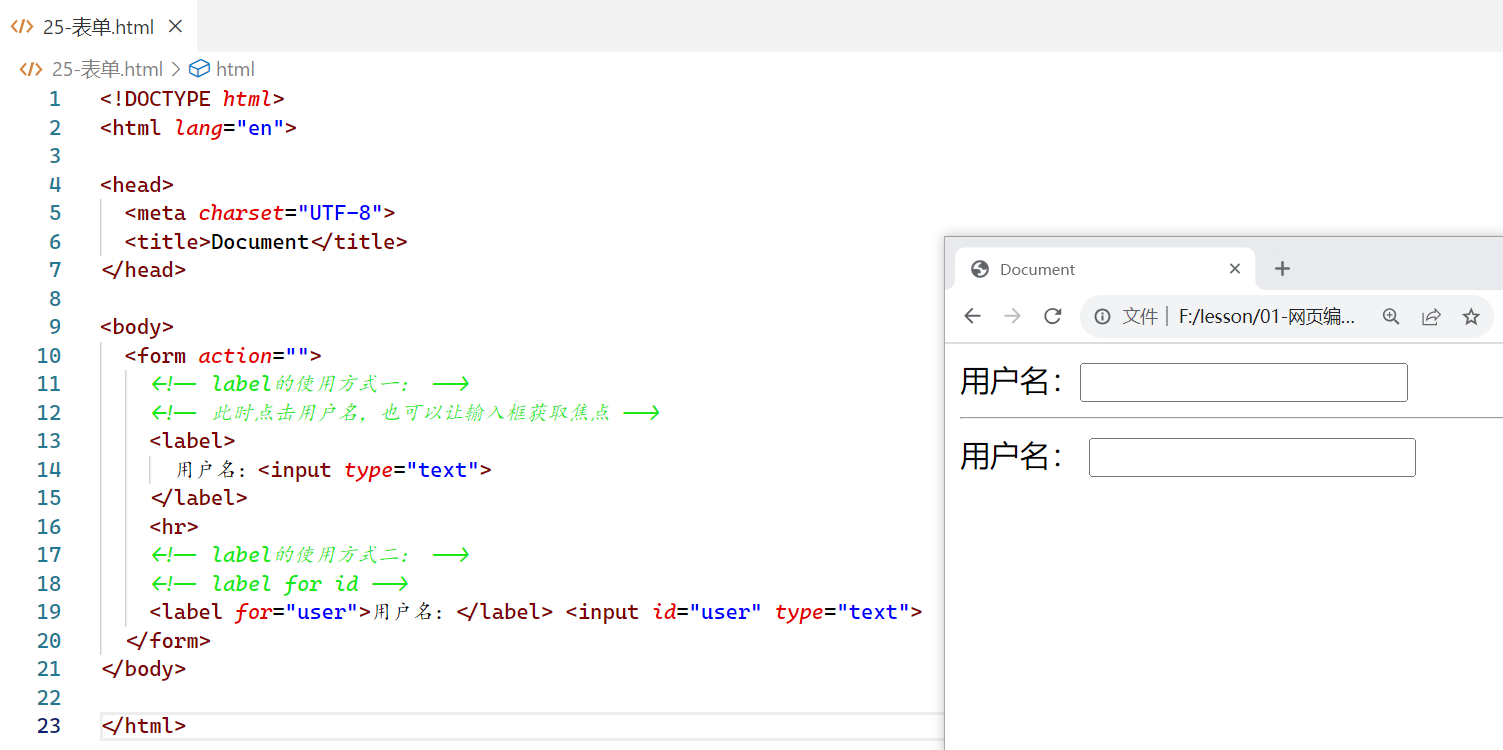 25-表单.html
25-表单.html > html
1 <!DOCTYPE html>
2 <html lang="en">
3
4 <head>
5 <meta charset="UTF-8">
6 <title>Document</title>
7 </head>
8
9 <body>
10 <form action="">
11 <!-- label的使用方式一： -->
12 <!-- 此时点击用户名，也可以让输入框获取焦点 -->
13 <label>
14 用户名：<input type="text">
15 </label>
16 <hr>
17 <!-- label的使用方式二： -->
18 <!-- label for id -->
19 <label for="user">用户名：</label> <input id="user" type="text">
20 </form>
21 </body>
22
23 </html>
Document
文件 | F:/lesson/01-网页编...
用户名：
用户名：